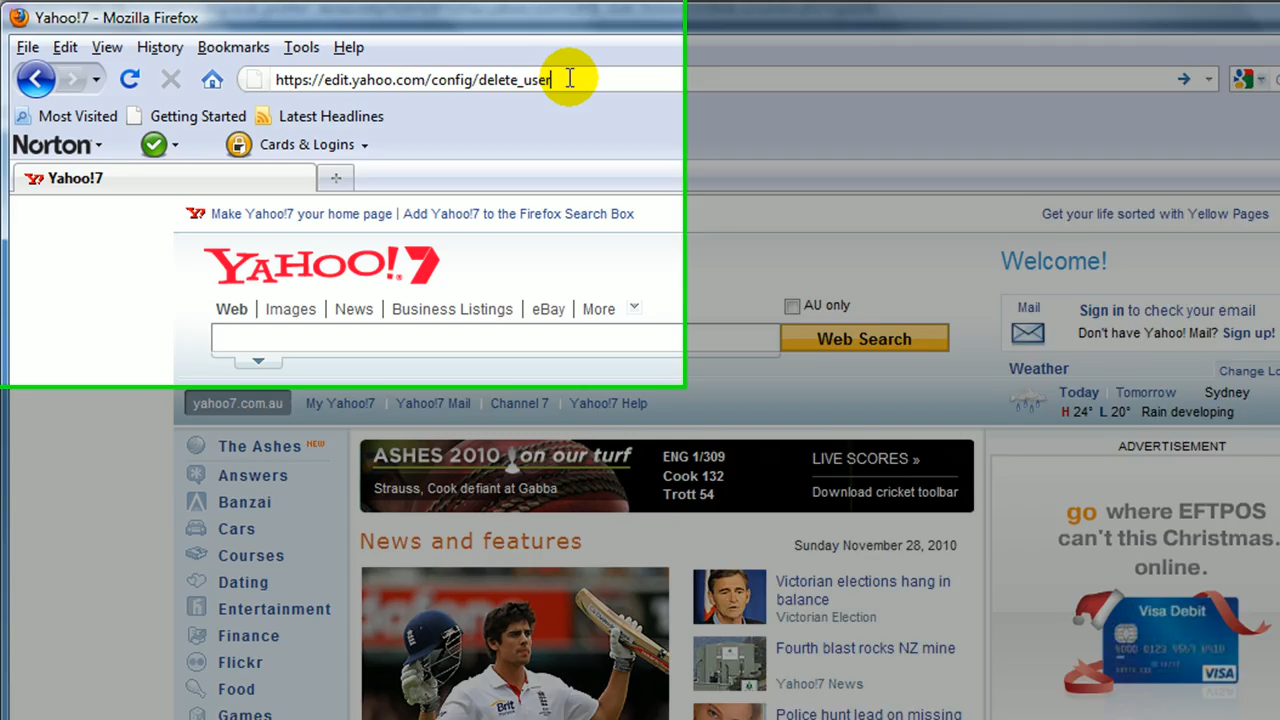 Yahoo!7 - Mozilla Firefox
File Edit View History Bookmarks Tools Help
https://edit.yahoo.com/config/delete_user
Most Visited Getting Started Latest Headlines
Norton Cards & Logins
Yahoo!7
Make Yahoo!7 your home page | Add Yahoo!7 to the Firefox Search Box
Get your life sorted with Yellow Pages
YAHOO!7
Welcome!
Web | Images | News | Business Listings | eBay | More
AU only
Web Search
Mail
Sign in to check your email
Don't have Yahoo! Mail? Sign up!
Weather
Change Lo
Today | Tomorrow Sydney
H 24° L 20° Rain developing
yahoo7.com.au My Yahoo!7 Yahoo!7 Mail Channel 7 Yahoo!7 Help
The Ashes NEW
Answers
Banzai
Cars
Courses
Dating
Entertainment
Finance
Flickr
Food
Games
ASHES 2010 on our turf
Strauss, Cook defiant at Gabba
ENG 1/309
Cook 132
Trott 54
LIVE SCORES »
Download cricket toolbar
News and features
Sunday November 28, 2010
Brit
Victorian elections hang in
balance
Victorian Election
Fourth blast rocks NZ mine
Yahoo!7 News
Police hunt lead on missing
ADVERTISEMENT
go where EFTPOS
can't this Christmas.
online.
Visa Debit
VISA